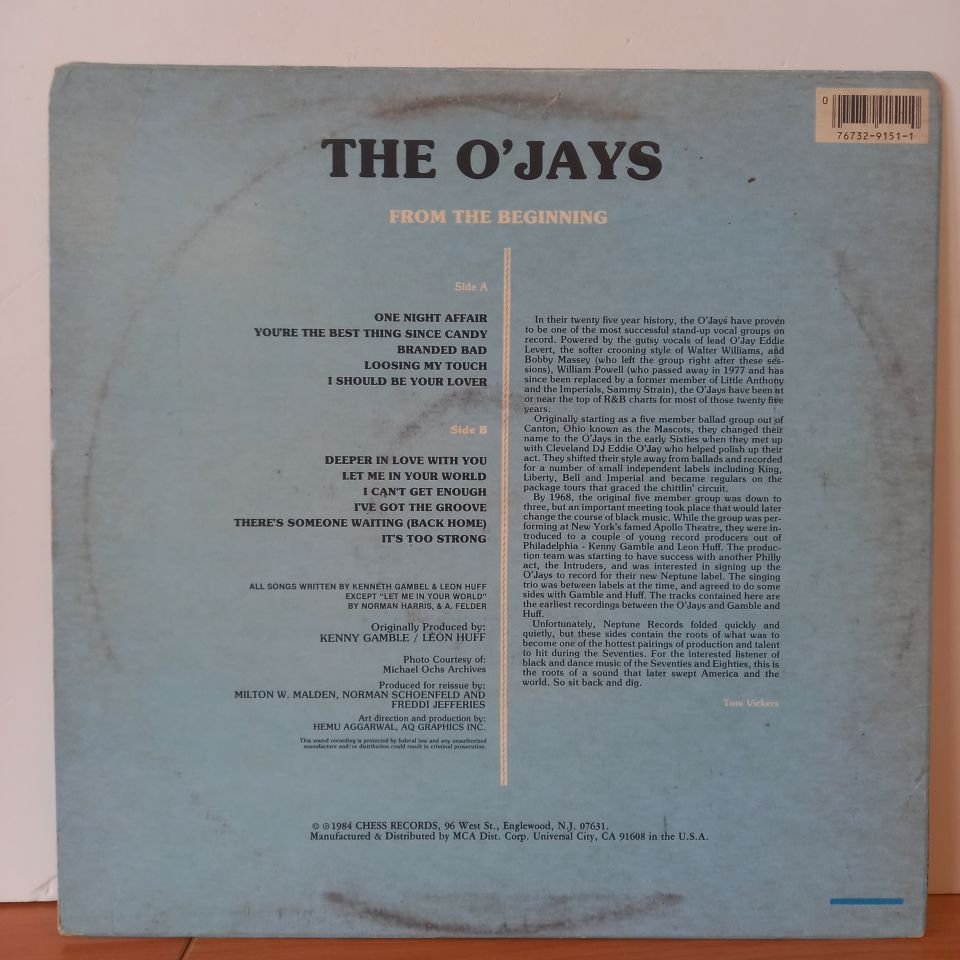 0
76732-9151-1
THE O'JAYS
FROM THE BEGINNING
Side A
ONE NIGHT AFFAIR
YOU'RE THE BEST THING SINCE CANDY
BRANDED BAD
LOOSING MY TOUCH
I SHOULD BE YOUR LOVER
Side B
DEEPER IN LOVE WITH YOU
LET ME IN YOUR WORLD
I CAN'T GET ENOUGH
I'VE GOT THE GROOVE
THERE'S SOMEONE WAITING (BACK HOME)
IT'S TOO STRONG
ALL SONGS WRITTEN BY KENNETH GAMBEL & LEON HUFF
EXCEPT "LET ME IN YOUR WORLD"
BY NORMAN HARRIS, & A. FELDER
Originally Produced by:
KENNY GAMBLE / LEON HUFF
Photo Courtesy of:
Michael Ochs Archives
Produced for reissue by:
MILTON W. MALDEN, NORMAN SCHOENFELD AND
FREDDI JEFFERIES
Art direction and production by:
HEMU AGGARWAL, AQ GRAPHICS INC.
This sound recording is protected by federal law and any unauthorized
manufacture and/or distribution could result in criminal prosecution.
In their twenty five year history, the O'Jays have proven
to be one of the most successful stand-up vocal groups on
record. Powered by the gutsy vocals of lead O'Jay Eddie
Levert, the softer crooning style of Walter Williams, and
Bobby Massey (who left the group right after these ses-
sions), William Powell (who passed away in 1977 and has
since been replaced by a former member of Little Anthony
and the Imperials, Sammy Strain), the O'Jays have been at
or near the top of R&B charts for most of those twenty five
years.
Originally starting as a five member ballad group out of
Canton, Ohio known as the Mascots, they changed their
name to the O'Jays in the early Sixties when they met up
with Cleveland DJ Eddie O'Jay who helped polish up their
act. They shifted their style away from ballads and recorded
for a number of small independent labels including King,
Liberty, Bell and Imperial and became regulars on the
package tours that graced the chittlin' circuit.
By 1968, the original five member group was down to
three, but an important meeting took place that would later
change the course of black music. While the group was per-
forming at New York's famed Apollo Theatre, they were in-
troduced to a couple of young record producers out of
Philadelphia - Kenny Gamble and Leon Huff. The produc-
tion team was starting to have success with another Philly
act, the Intruders, and was interested in signing up the
O'Jays to record for their new Neptune label. The singing
trio was between labels at the time, and agreed to do some
sides with Gamble and Huff. The tracks contained here are
the earliest recordings between the O'Jays and Gamble and
Huff.
Unfortunately, Neptune Records folded quickly and
quietly, but these sides contain the roots of what was to
become one of the hottest pairings of production and talent
to hit during the Seventies. For the interested listener of
black and dance music of the Seventies and Eighties, this is
the roots of a sound that later swept America and the
world. So sit back and dig.
Tom Vickers
© ℗ 1984 CHESS RECORDS, 96 West St., Englewood, N.J. 07631.
Manufactured & Distributed by MCA Dist. Corp. Universal City, CA 91608 in the U.S.A.